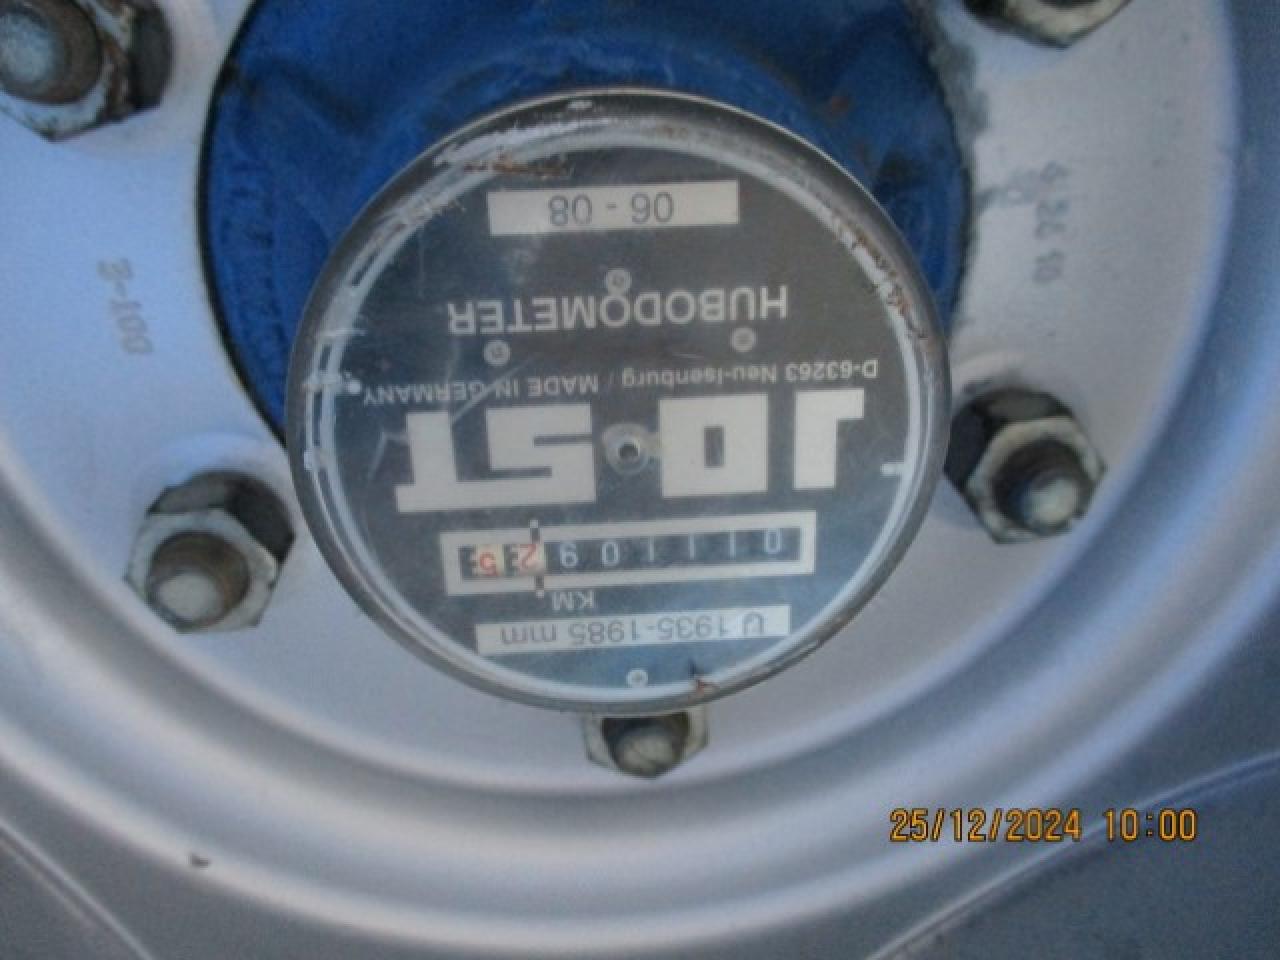 U 1935-1985 mm
KM
01110625
JOST
D-63263 Neu-Isenburg / MADE IN GERMANY
HUBODOMETER
06 - 08
25/12/2024 10:00